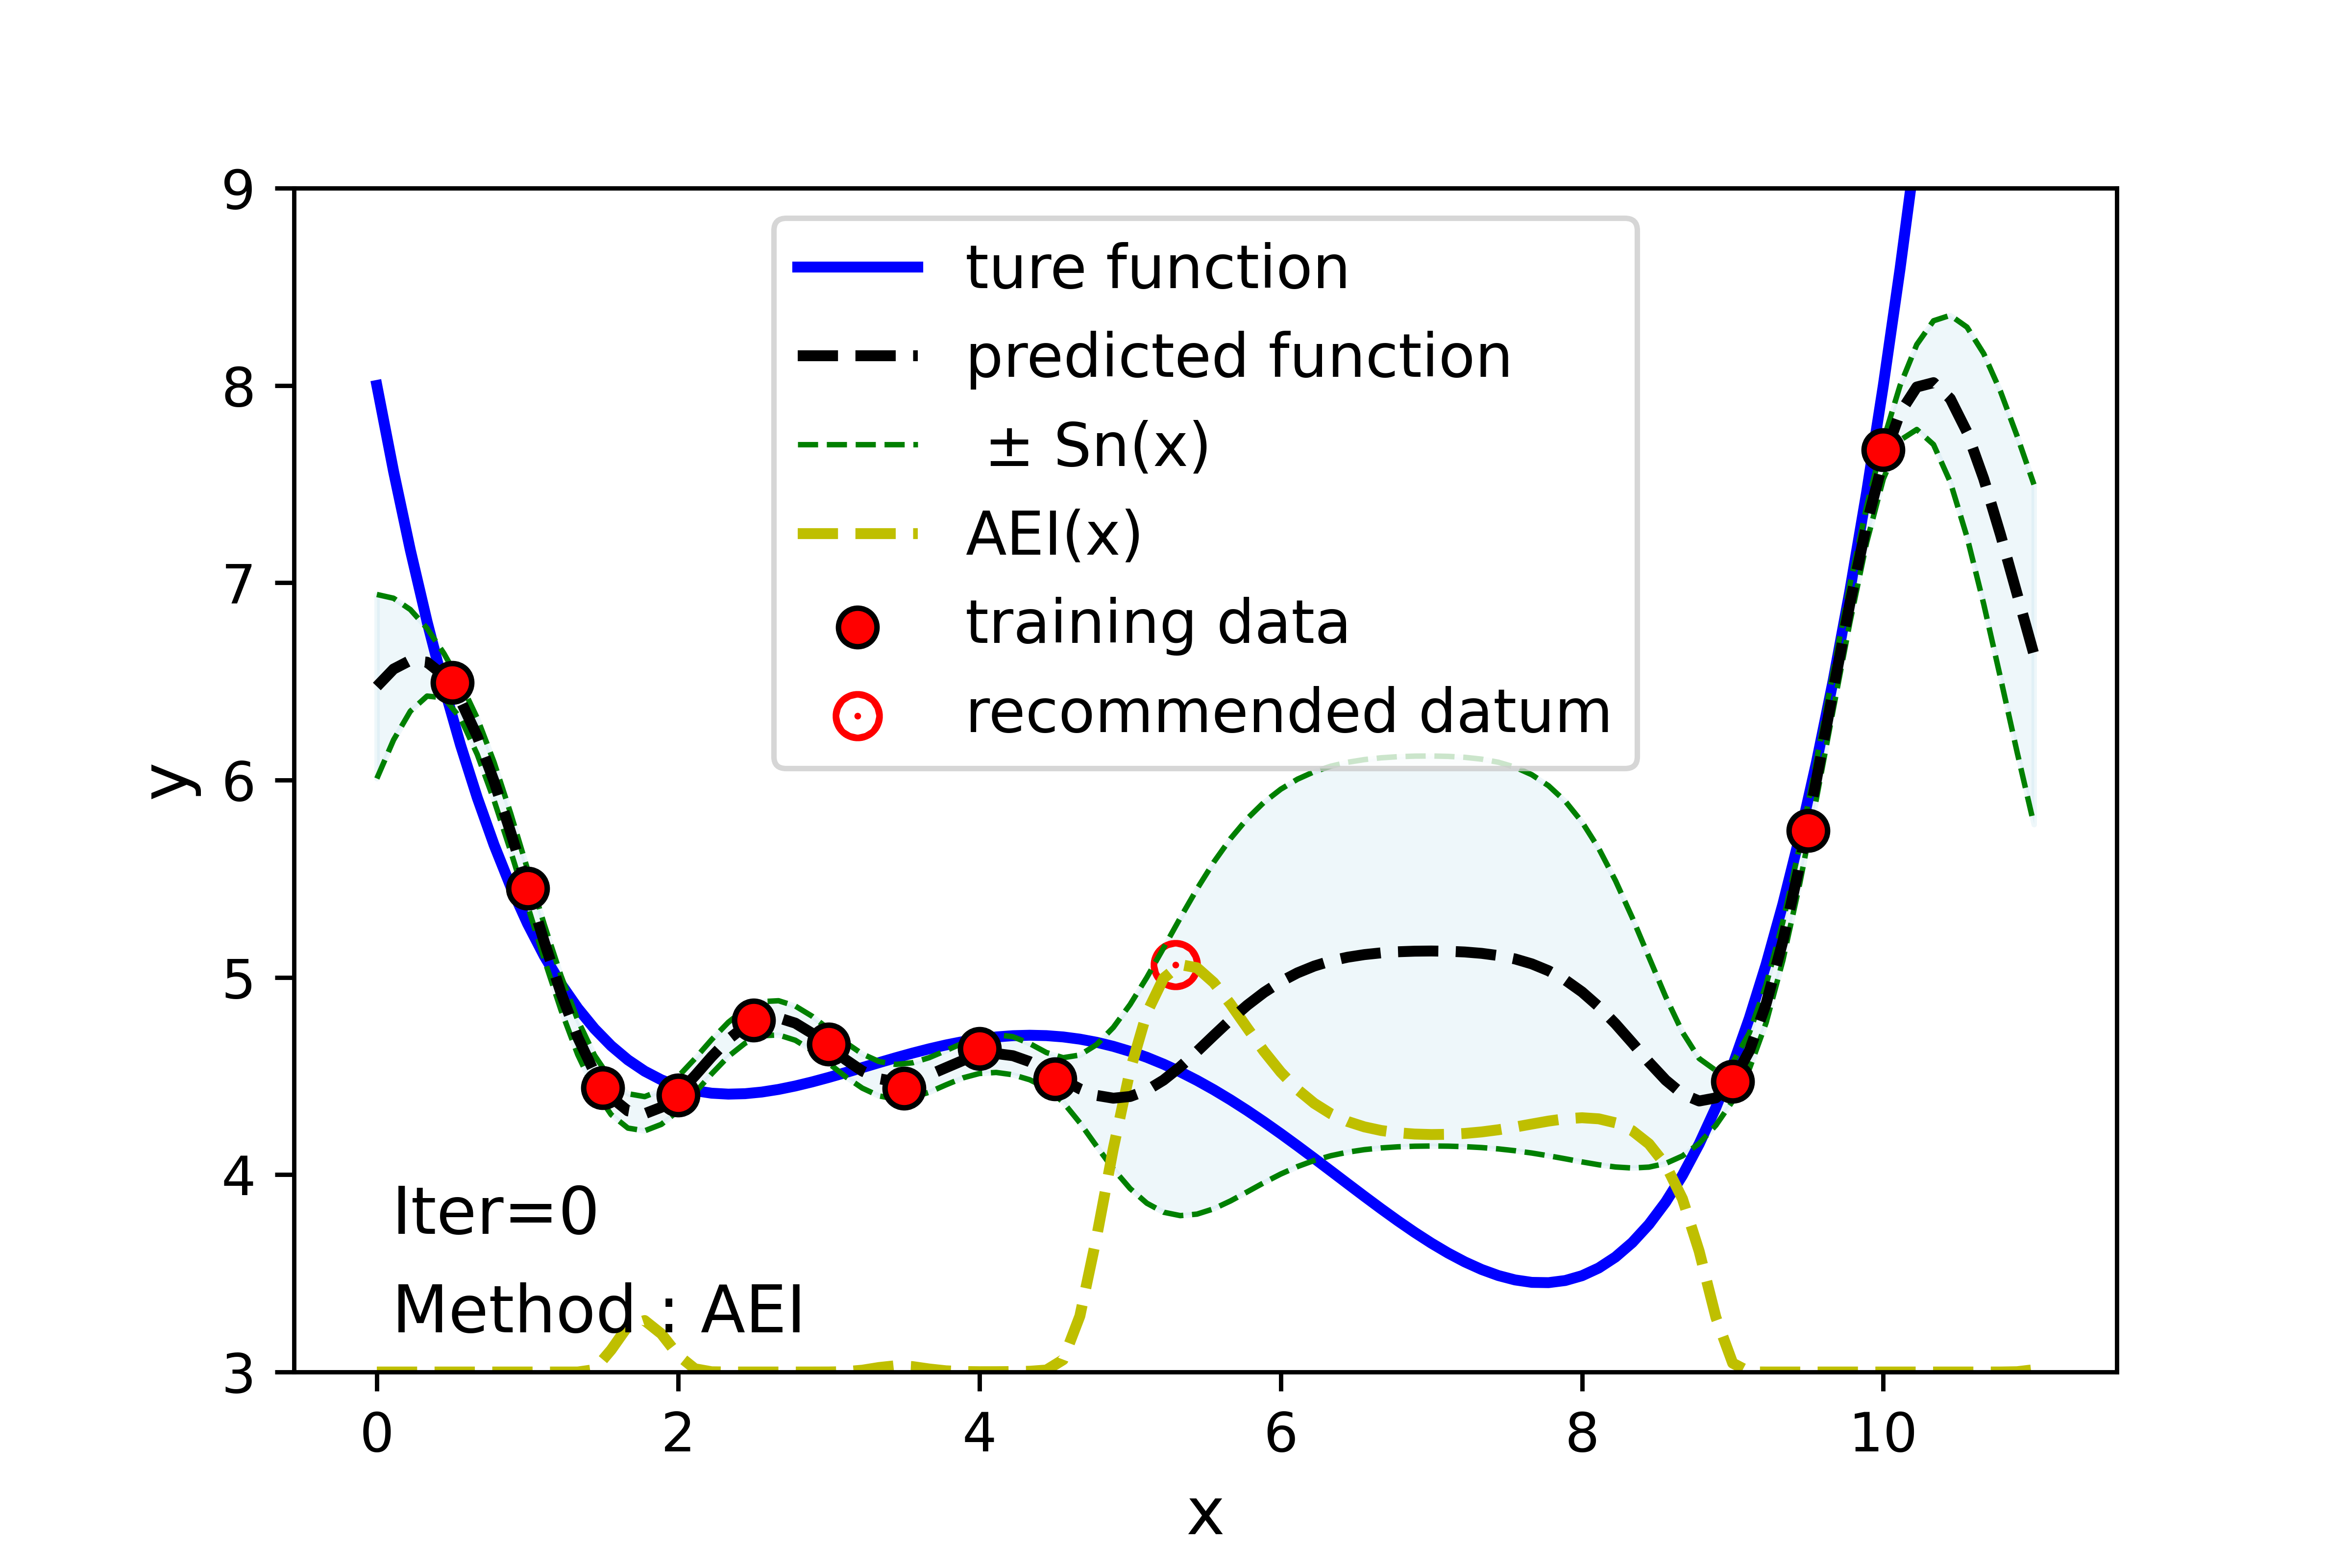 9
8
7
6
5
4
3
y
ture function
predicted function
± Sn(x)
AEI(x)
training data
recommended datum
Iter=0
Method : AEI
0 2 4 6 8 10
x